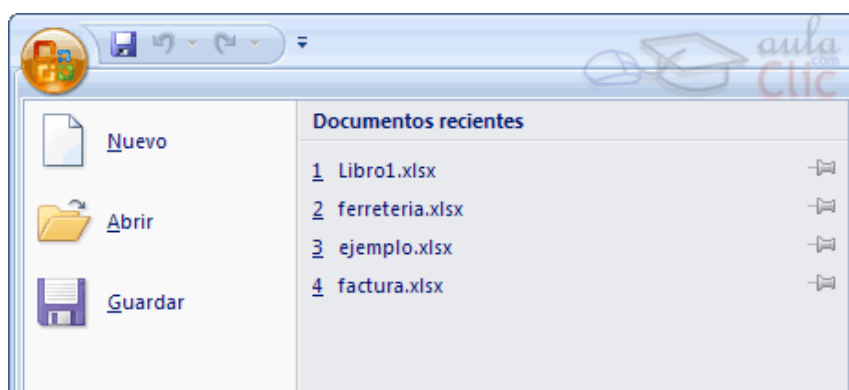 aula
.com
Clic
Nuevo
Abrir
Guardar
Documentos recientes
1 Libro1.xlsx
2 ferreteria.xlsx
3 ejemplo.xlsx
4 factura.xlsx